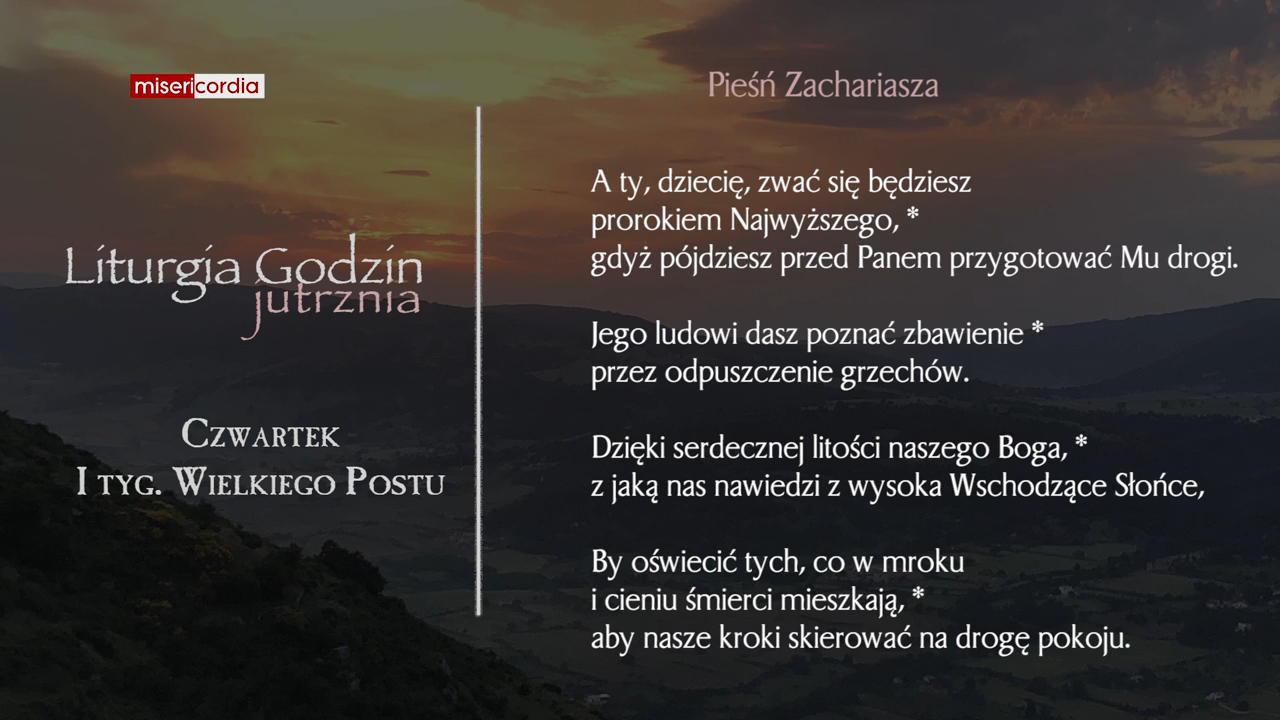 misericordia
Liturgia Godzin
jutrznia
Czwartek
I tyg. Wielkiego Postu
Pieśń Zachariasza
A ty, dziecię, zwać się będziesz
prorokiem Najwyższego, *
gdyż pójdziesz przed Panem przygotować Mu drogi.
Jego ludowi dasz poznać zbawienie *
przez odpuszczenie grzechów.
Dzięki serdecznej litości naszego Boga, *
z jaką nas nawiedzi z wysoka Wschodzące Słońce,
By oświecić tych, co w mroku
i cieniu śmierci mieszkają, *
aby nasze kroki skierować na drogę pokoju.